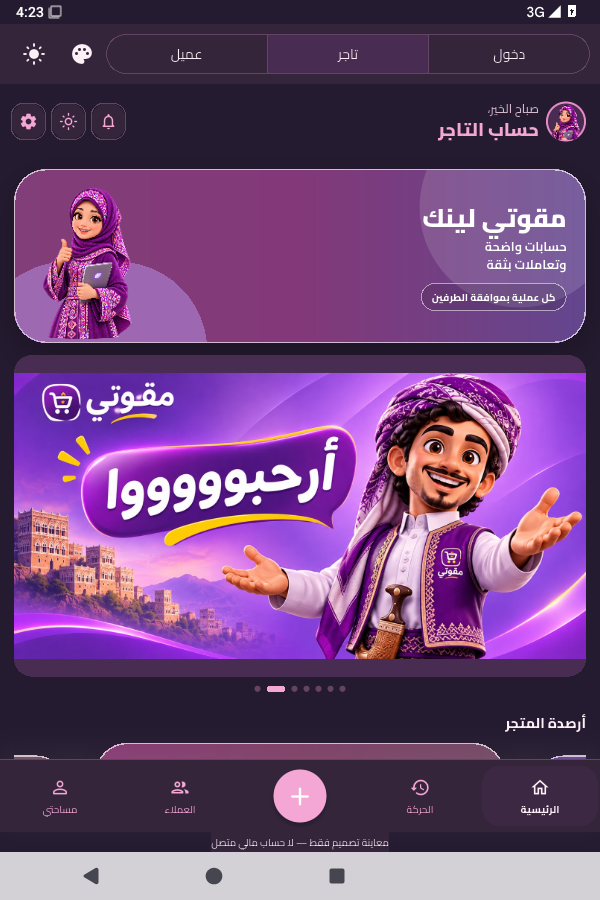 4:23
3G
دخول
تاجر
عميل
صباح الخير،
حساب التاجر
مقوتي لينك
حسابات واضحة
وتعاملات بثقة
كل عملية بموافقة الطرفين
مقوتي
أرحبوووووا
مقوتي
أرصدة المتجر
الرئيسية
الحركة
العملاء
مساحتي
معاينة تصميم فقط — لا حساب مالي متصل